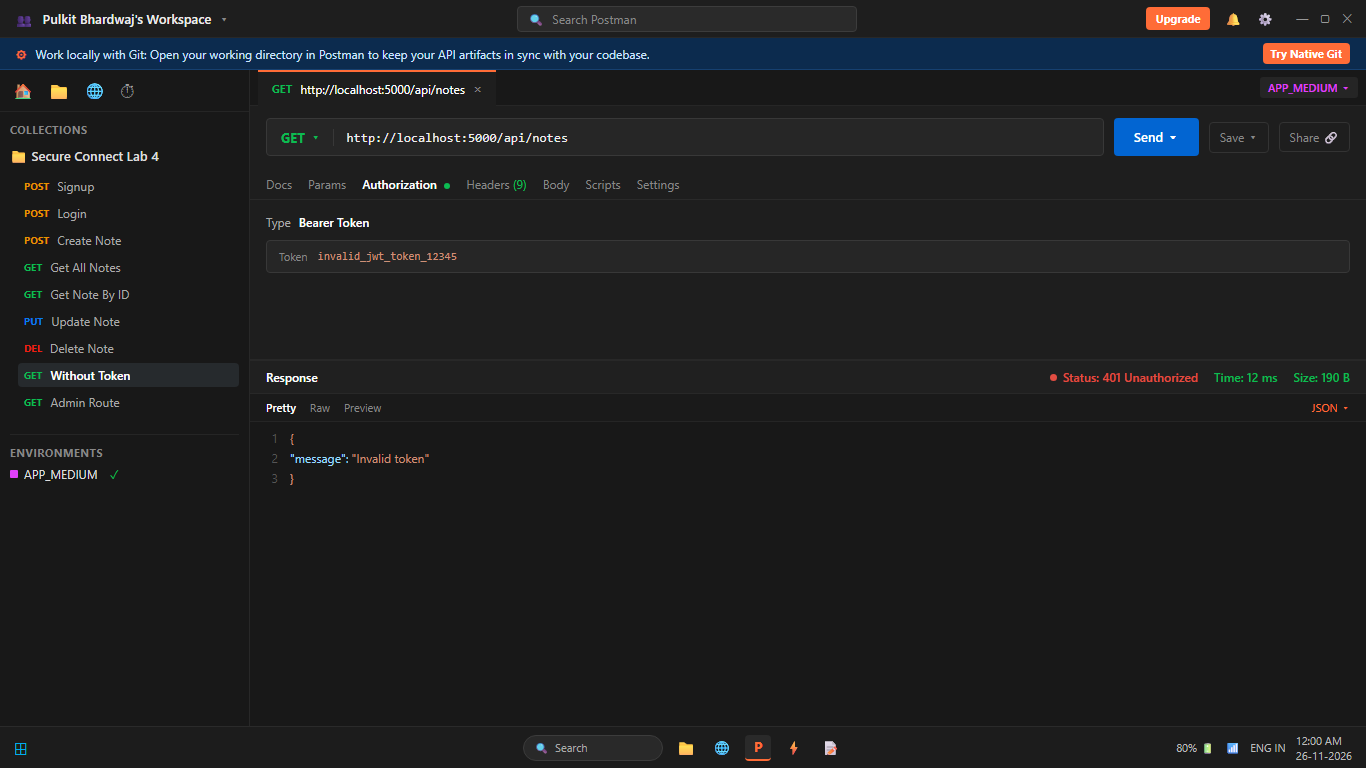 Pulkit Bhardwaj's Workspace
Search Postman
Upgrade
Work locally with Git: Open your working directory in Postman to keep your API artifacts in sync with your codebase.
Try Native Git
GET http://localhost:5000/api/notes ×
APP_MEDIUM
COLLECTIONS
Secure Connect Lab 4
POST Signup
POST Login
POST Create Note
GET Get All Notes
GET Get Note By ID
PUT Update Note
DEL Delete Note
GET Without Token
GET Admin Route
ENVIRONMENTS
APP_MEDIUM ✓
GET http://localhost:5000/api/notes
Send
Save
Share
Docs Params Authorization Headers (9) Body Scripts Settings
Type Bearer Token
Token invalid_jwt_token_12345
Response
Status: 401 Unauthorized Time: 12 ms Size: 190 B
Pretty Raw Preview
JSON
1 {
2 "message": "Invalid token"
3 }
Search
P
80%
ENG IN
12:00 AM
26-11-2026